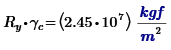 R_y • γ_c = (2.45 • 10^7) kgf/m^2